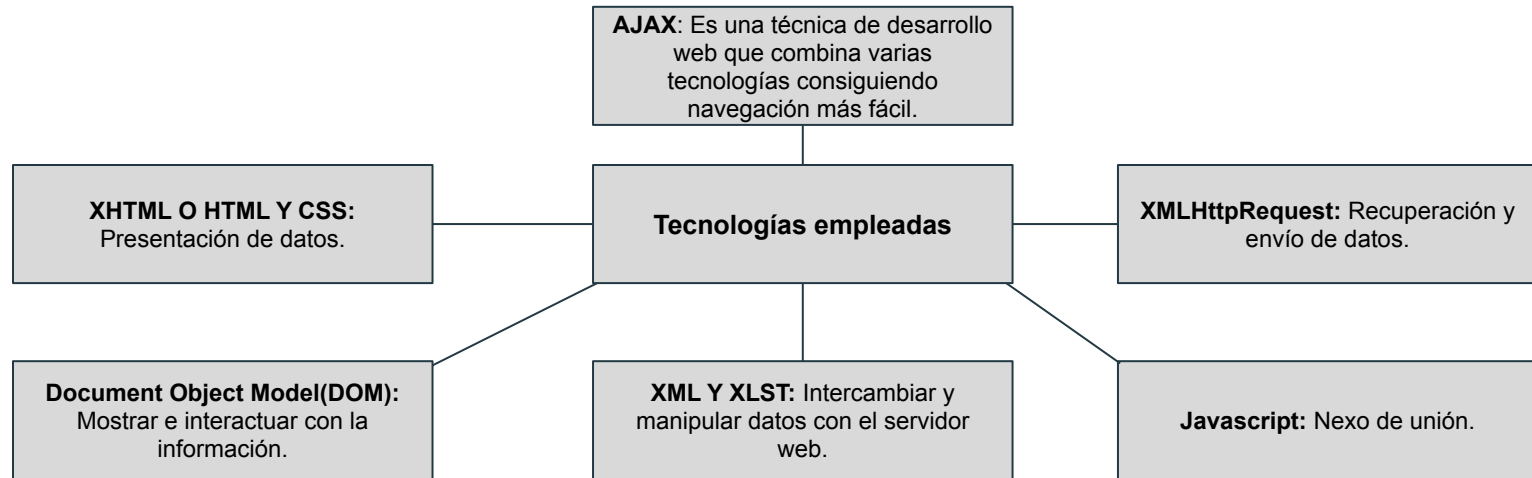 AJAX: Es una técnica de desarrollo
web que combina varias
tecnologías consiguiendo
navegación más fácil.
XHTML O HTML Y CSS:
Presentación de datos.
Tecnologías empleadas
XMLHttpRequest: Recuperación y
envío de datos.
Document Object Model(DOM):
Mostrar e interactuar con la
información.
XML Y XLST: Intercambiar y
manipular datos con el servidor
web.
Javascript: Nexo de unión.